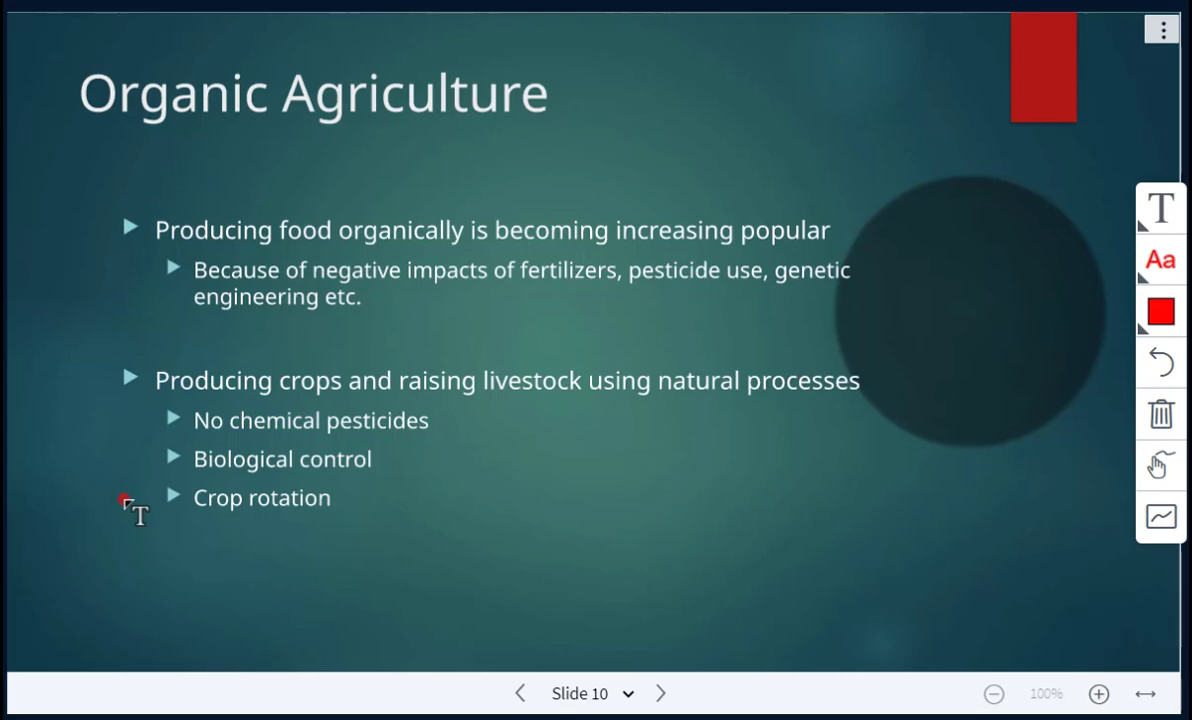 Organic Agriculture
Producing food organically is becoming increasing popular
Because of negative impacts of fertilizers, pesticide use, genetic
engineering etc.
Producing crops and raising livestock using natural processes
No chemical pesticides
Biological control
Crop rotation
T
T
Aa
Slide 10
100%